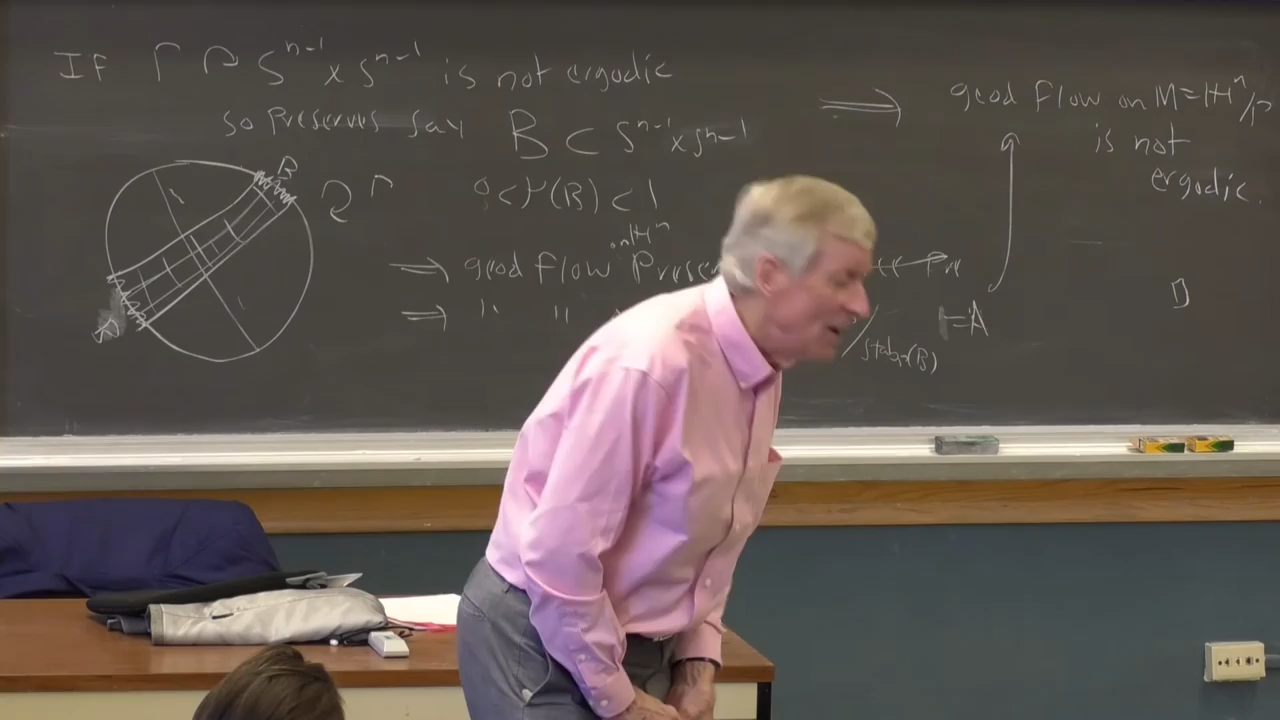 If Γ ↷ S^{n-1} × S^{n-1} is not ergodic
so preserves say B ⊂ S^{n-1} × S^{n-1}
0 < μ(B) < 1
⇒ geod flow on H^n Prese
⇒ " "
/ Stab_Γ(B)
⊢ A
⇒ geod flow on M = H^n/Γ
is not
ergodic.
B
Γ